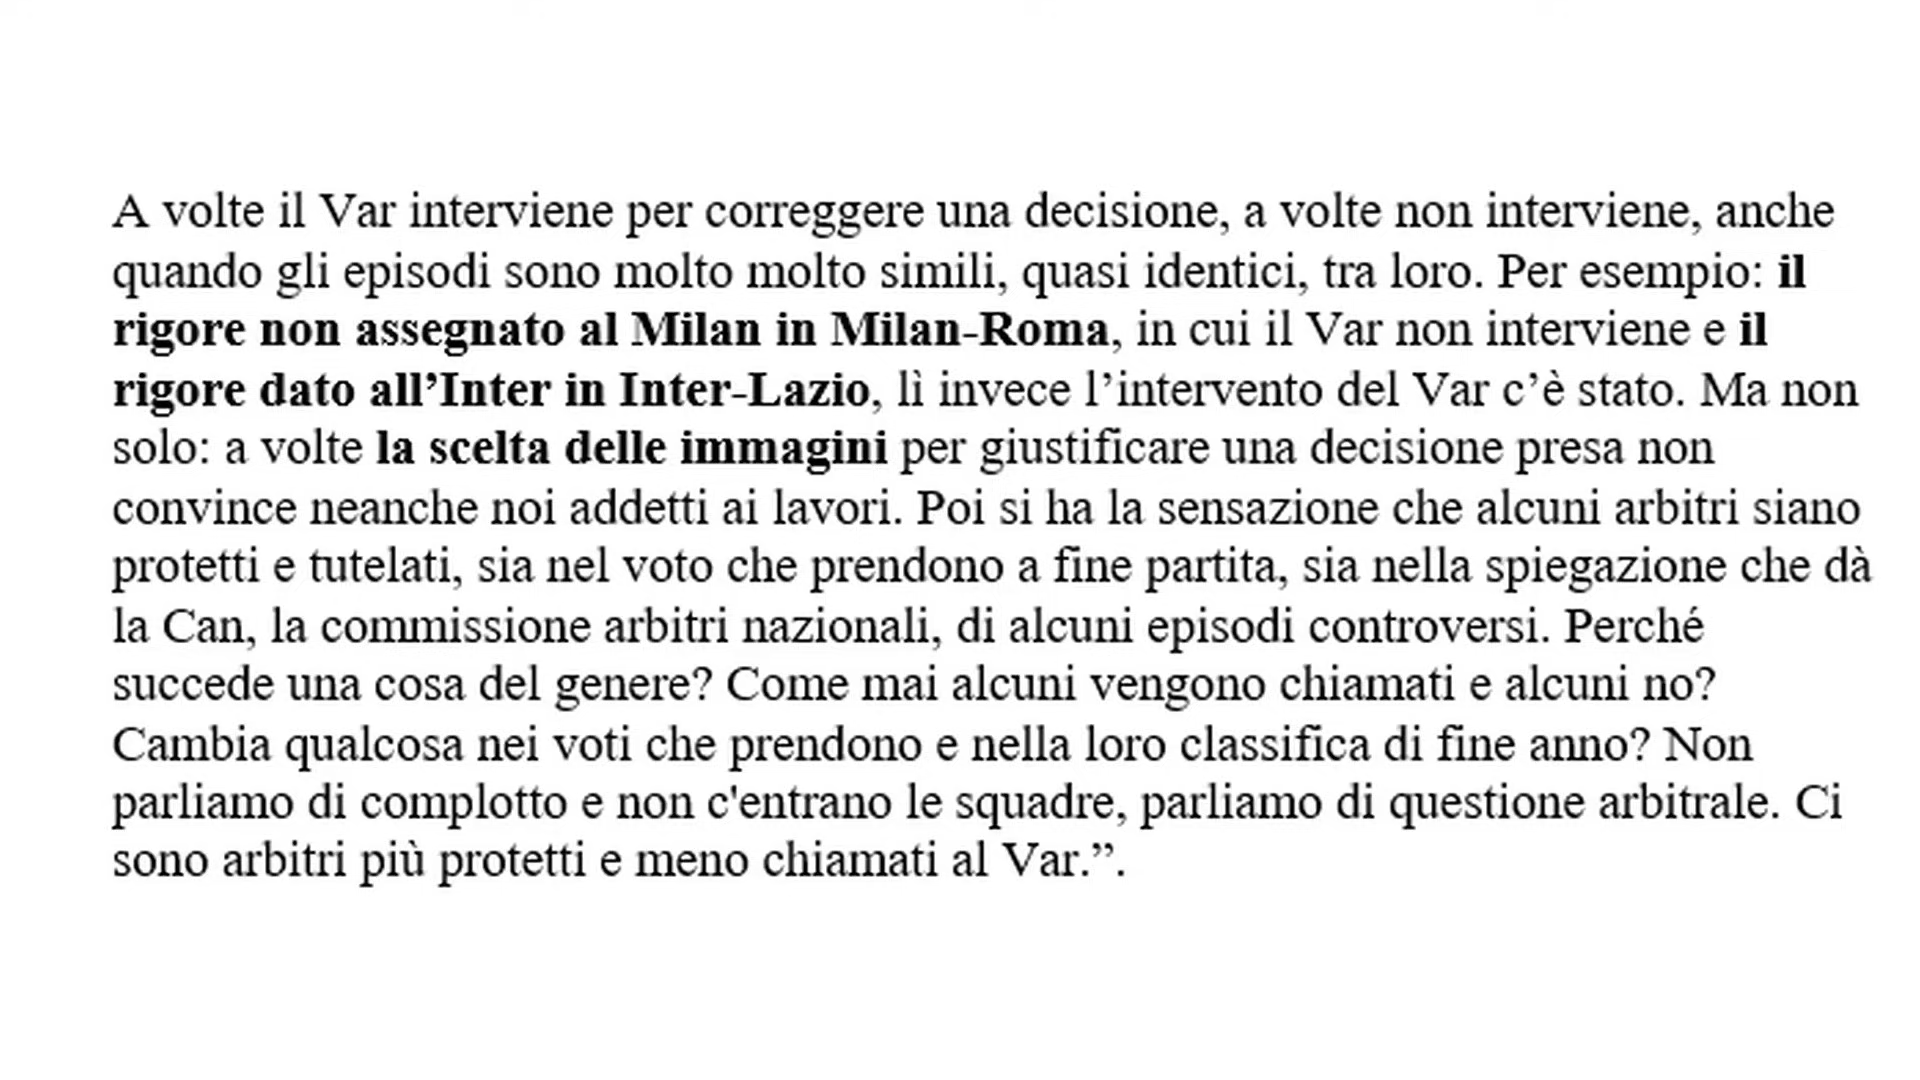 A volte il Var interviene per correggere una decisione, a volte non interviene, anche
quando gli episodi sono molto molto simili, quasi identici, tra loro. Per esempio: il
rigore non assegnato al Milan in Milan-Roma, in cui il Var non interviene e il
rigore dato all’Inter in Inter-Lazio, lì invece l’intervento del Var c’è stato. Ma non
solo: a volte la scelta delle immagini per giustificare una decisione presa non
convince neanche noi addetti ai lavori. Poi si ha la sensazione che alcuni arbitri siano
protetti e tutelati, sia nel voto che prendono a fine partita, sia nella spiegazione che dà
la Can, la commissione arbitri nazionali, di alcuni episodi controversi. Perché
succede una cosa del genere? Come mai alcuni vengono chiamati e alcuni no?
Cambia qualcosa nei voti che prendono e nella loro classifica di fine anno? Non
parliamo di complotto e non c'entrano le squadre, parliamo di questione arbitrale. Ci
sono arbitri più protetti e meno chiamati al Var.”.